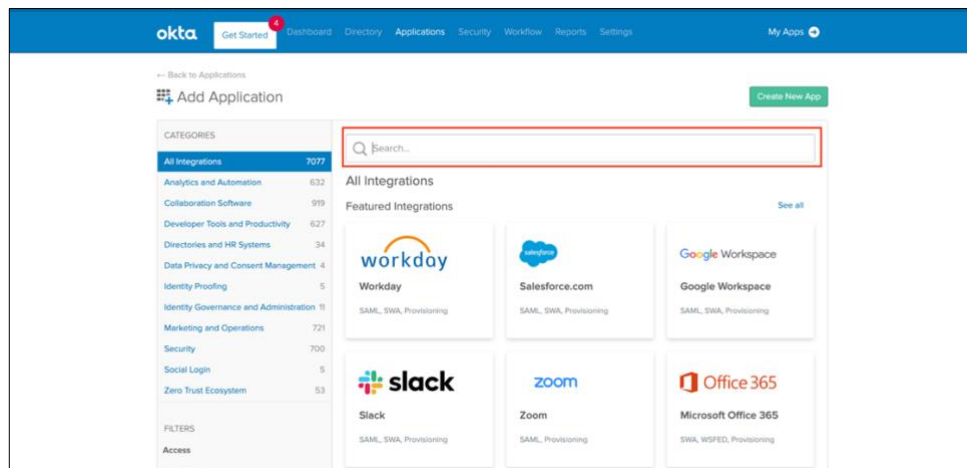 okta Get Started 4 Dashboard Directory Applications Security Workflow Reports Settings My Apps
← Back to Applications
Add Application Create New App
CATEGORIES
All Integrations 7077
Analytics and Automation 632
Collaboration Software 919
Developer Tools and Productivity 627
Directories and HR Systems 34
Data Privacy and Consent Management 4
Identity Proofing 5
Identity Governance and Administration 11
Marketing and Operations 721
Security 700
Social Login 5
Zero Trust Ecosystem 53
FILTERS
Access
Search...
All Integrations
Featured Integrations See all
workday salesforce Google Workspace
Workday Salesforce.com Google Workspace
SAML, SWA, Provisioning SAML, SWA, Provisioning SAML, SWA, Provisioning
slack zoom Office 365
Slack Zoom Microsoft Office 365
SAML, SWA, Provisioning SAML, Provisioning SWA, WSFED, Provisioning